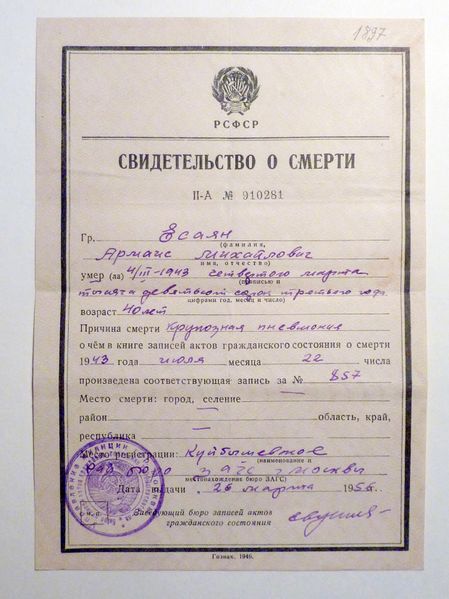 1897
РСФСР
СВИДЕТЕЛЬСТВО О СМЕРТИ
II-А № 910281
Гр. Есаян
(фамилия,
Армаис Михайлович
имя, отчество)
умер (ла) 4/III-1943 четвертого марта
(прописью и
тысяча девятьсот сорок третьего года
цифрами год, месяц и число)
возраст 40 лет
Причина смерти Крупозная пневмония
о чём в книге записей актов гражданского состояния о смерти
1943 года июля месяца 22 числа
произведена соответствующая запись за № 857
Место смерти: город, селение —
район — область, край,
республика —
Место регистрации: Куйбышевское
(наименование и
бюро загс г Москвы
местонахождение бюро ЗАГС)
Дата выдачи 26 марта 1956.
Заведующий бюро записей актов
гражданского состояния
Гознак. 1946.